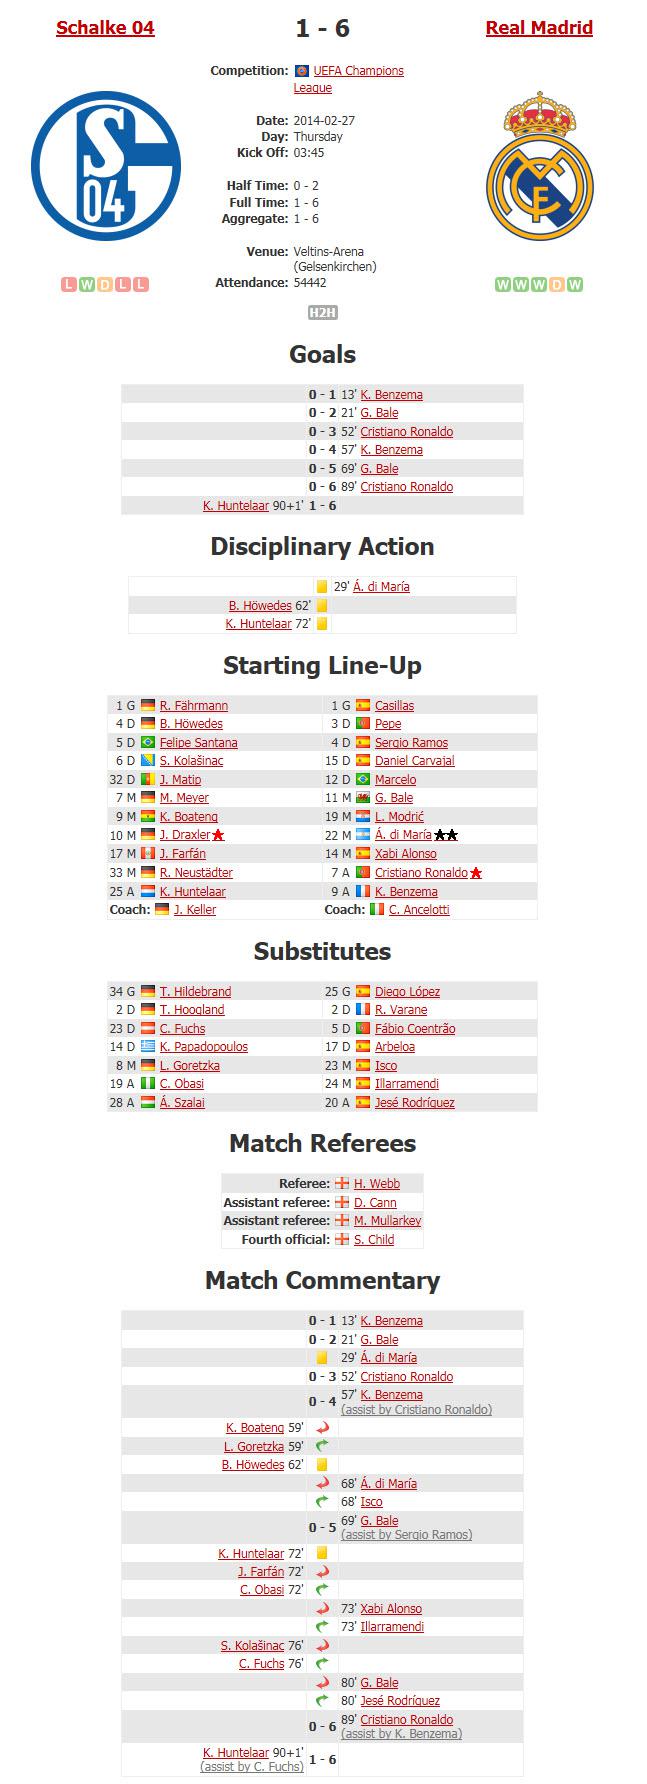 Schalke 04 1 - 6 Real Madrid
Competition: UEFA Champions
League
Date: 2014-02-27
Day: Thursday
Kick Off: 03:45
Half Time: 0 - 2
Full Time: 1 - 6
Aggregate: 1 - 6
Venue: Veltins-Arena
(Gelsenkirchen)
Attendance: 54442
S
04
MCF
L W D L L
W W W D W
H2H
Goals
0 - 1 13' K. Benzema
0 - 2 21' G. Bale
0 - 3 52' Cristiano Ronaldo
0 - 4 57' K. Benzema
0 - 5 69' G. Bale
0 - 6 89' Cristiano Ronaldo
K. Huntelaar 90+1' 1 - 6
Disciplinary Action
29' Á. di María
B. Höwedes 62'
K. Huntelaar 72'
Starting Line-Up
1 G R. Fährmann 1 G Casillas
4 D B. Höwedes 3 D Pepe
5 D Felipe Santana 4 D Sergio Ramos
6 D S. Kolašinac 15 D Daniel Carvajal
32 D J. Matip 12 D Marcelo
7 M M. Meyer 11 M G. Bale
9 M K. Boateng 19 M L. Modrić
10 M J. Draxler 22 M Á. di María
17 M J. Farfán 14 M Xabi Alonso
33 M R. Neustädter 7 A Cristiano Ronaldo
25 A K. Huntelaar 9 A K. Benzema
Coach: J. Keller Coach: C. Ancelotti
Substitutes
34 G T. Hildebrand 25 G Diego López
2 D T. Hoogland 2 D R. Varane
23 D C. Fuchs 5 D Fábio Coentrão
14 D K. Papadopoulos 17 D Arbeloa
8 M L. Goretzka 23 M Isco
19 A C. Obasi 24 M Illarramendi
28 A Á. Szalai 20 A Jesé Rodríguez
Match Referees
Referee: H. Webb
Assistant referee: D. Cann
Assistant referee: M. Mullarkey
Fourth official: S. Child
Match Commentary
0 - 1 13' K. Benzema
0 - 2 21' G. Bale
29' Á. di María
0 - 3 52' Cristiano Ronaldo
0 - 4 57' K. Benzema
(assist by Cristiano Ronaldo)
K. Boateng 59'
L. Goretzka 59'
B. Höwedes 62'
68' Á. di María
68' Isco
0 - 5 69' G. Bale
(assist by Sergio Ramos)
K. Huntelaar 72'
J. Farfán 72'
C. Obasi 72'
73' Xabi Alonso
73' Illarramendi
S. Kolašinac 76'
C. Fuchs 76'
80' G. Bale
80' Jesé Rodríguez
0 - 6 89' Cristiano Ronaldo
(assist by K. Benzema)
K. Huntelaar 90+1' 1 - 6
(assist by C. Fuchs)